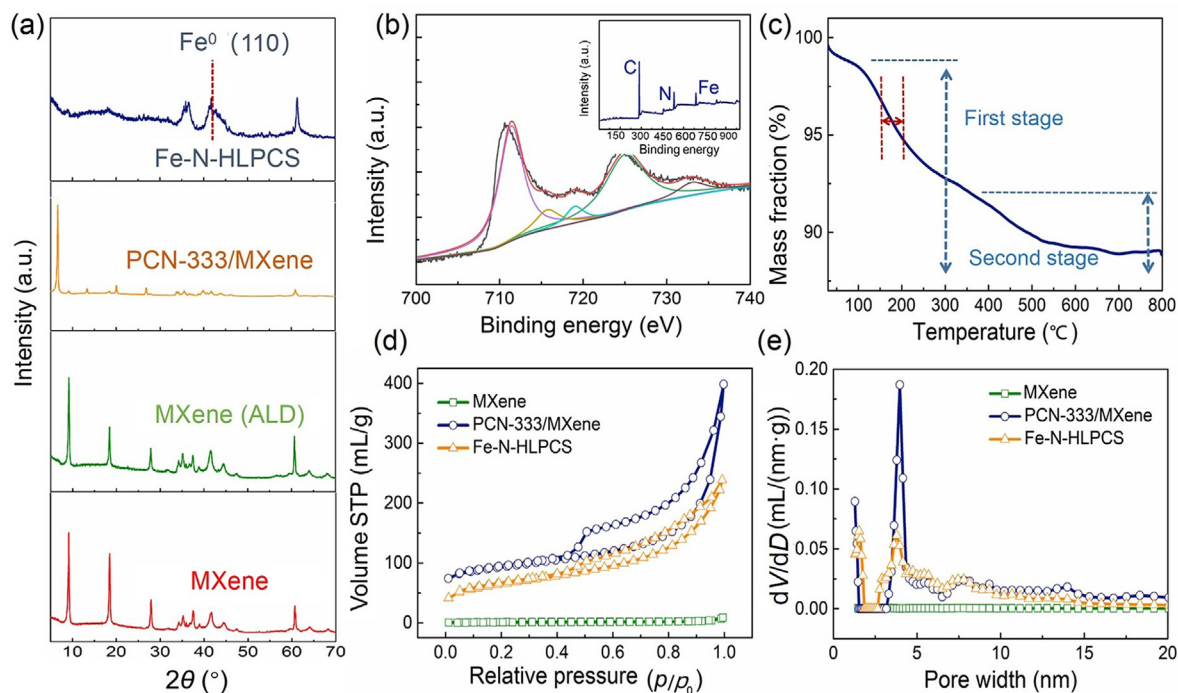 (a)
Intensity (a.u.)
Fe⁰ (110)
Fe-N-HLPCS
PCN-333/MXene
MXene (ALD)
MXene
5 10 20 30 40 50 60 70
2θ (°)
(b)
Intensity (a.u.)
700 710 720 730 740
Binding energy (eV)
Intensity (a.u.)
C
N
Fe
150 300 450 600 750 900
Binding energy
(c)
Mass fraction (%)
100
95
90
First stage
Second stage
100 200 300 400 500 600 700 800
Temperature (℃)
(d)
Volume STP (mL/g)
400
300
200
100
0
MXene
PCN-333/MXene
Fe-N-HLPCS
0.0 0.2 0.4 0.6 0.8 1.0
Relative pressure (p/p₀)
(e)
dV/dD (mL/(nm·g))
0.20
0.15
0.10
0.05
0.00
MXene
PCN-333/MXene
Fe-N-HLPCS
0 5 10 15 20
Pore width (nm)